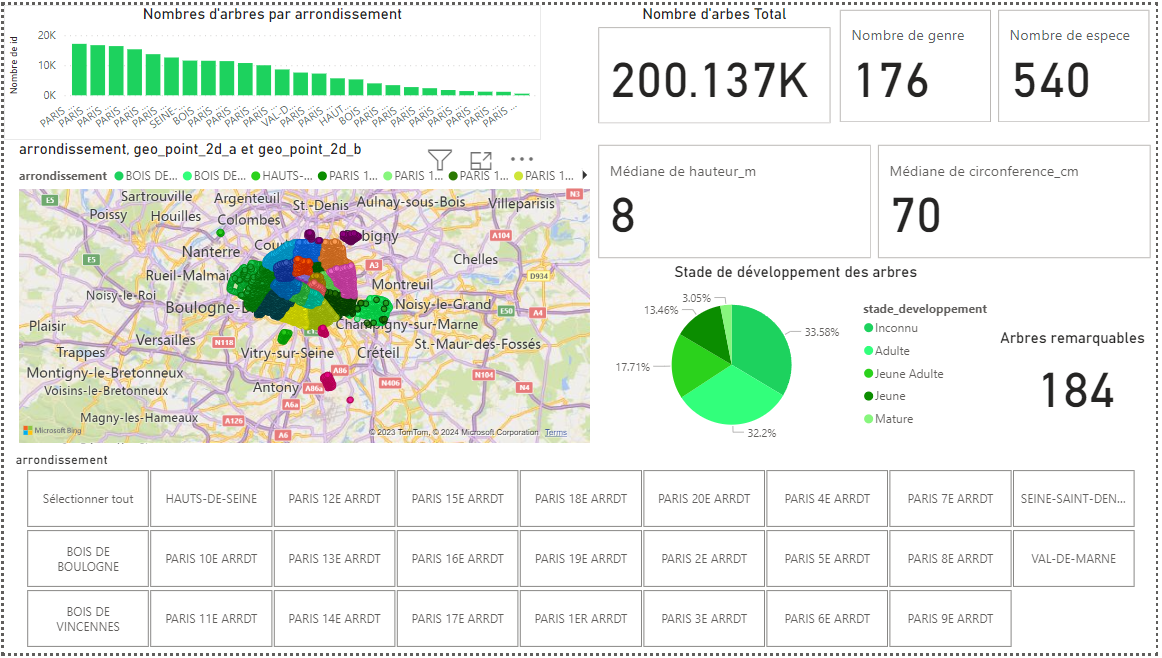 Nombres d'arbres par arrondissement
Nombre de id
20K
10K
0K
PARIS ...
PARIS ...
PARIS ...
PARIS ...
PARIS ...
PARIS ...
SEINE-...
BOIS ...
PARIS ...
PARIS ...
PARIS ...
VAL-D...
PARIS ...
PARIS ...
HAUT...
BOIS ...
PARIS ...
PARIS ...
PARIS ...
PARIS ...
PARIS ...
PARIS ...
PARIS ...
Nombre d'arbes Total
200.137K
Nombre de genre
176
Nombre de espece
540
arrondissement, geo_point_2d_a et geo_point_2d_b
arrondissement BOIS DE... BOIS DE... HAUTS-... PARIS 1... PARIS 1... PARIS 1... PARIS 1...
E5
Sartrouville
Argenteuil
St.-Denis
Aulnay-sous-Bois
Villeparisis
N3
Poissy
Houilles
Colombes
bigny
A104
Nanterre
Cou
E5
Chelles
A3
D934
Rueil-Malmai
Montreuil
Noisy-le-Roi
Boulogne-B
Noisy-le-Grand
E50
A4
Plaisir
Champigny-sur-Marne
Versailles
N118
Vitry-sur-Seine
Créteil
St.-Maur-des-Fossés
Trappes
Montigny-le-Bretonneux
A86
N104
Voisins-le-Bretonneux
Antony
A86a
N406
N4
A6a
Magny-les-Hameaux
A126
A6
Microsoft Bing
© 2023 TomTom, © 2024 Microsoft Corporation Terms
Médiane de hauteur_m
8
Médiane de circonference_cm
70
Stade de développement des arbres
3.05%
13.46%
33.58%
17.71%
32.2%
stade_developpement
Inconnu
Adulte
Jeune Adulte
Jeune
Mature
Arbres remarquables
184
arrondissement
Sélectionner tout
HAUTS-DE-SEINE
PARIS 12E ARRDT
PARIS 15E ARRDT
PARIS 18E ARRDT
PARIS 20E ARRDT
PARIS 4E ARRDT
PARIS 7E ARRDT
SEINE-SAINT-DEN...
BOIS DE
BOULOGNE
PARIS 10E ARRDT
PARIS 13E ARRDT
PARIS 16E ARRDT
PARIS 19E ARRDT
PARIS 2E ARRDT
PARIS 5E ARRDT
PARIS 8E ARRDT
VAL-DE-MARNE
BOIS DE
VINCENNES
PARIS 11E ARRDT
PARIS 14E ARRDT
PARIS 17E ARRDT
PARIS 1ER ARRDT
PARIS 3E ARRDT
PARIS 6E ARRDT
PARIS 9E ARRDT